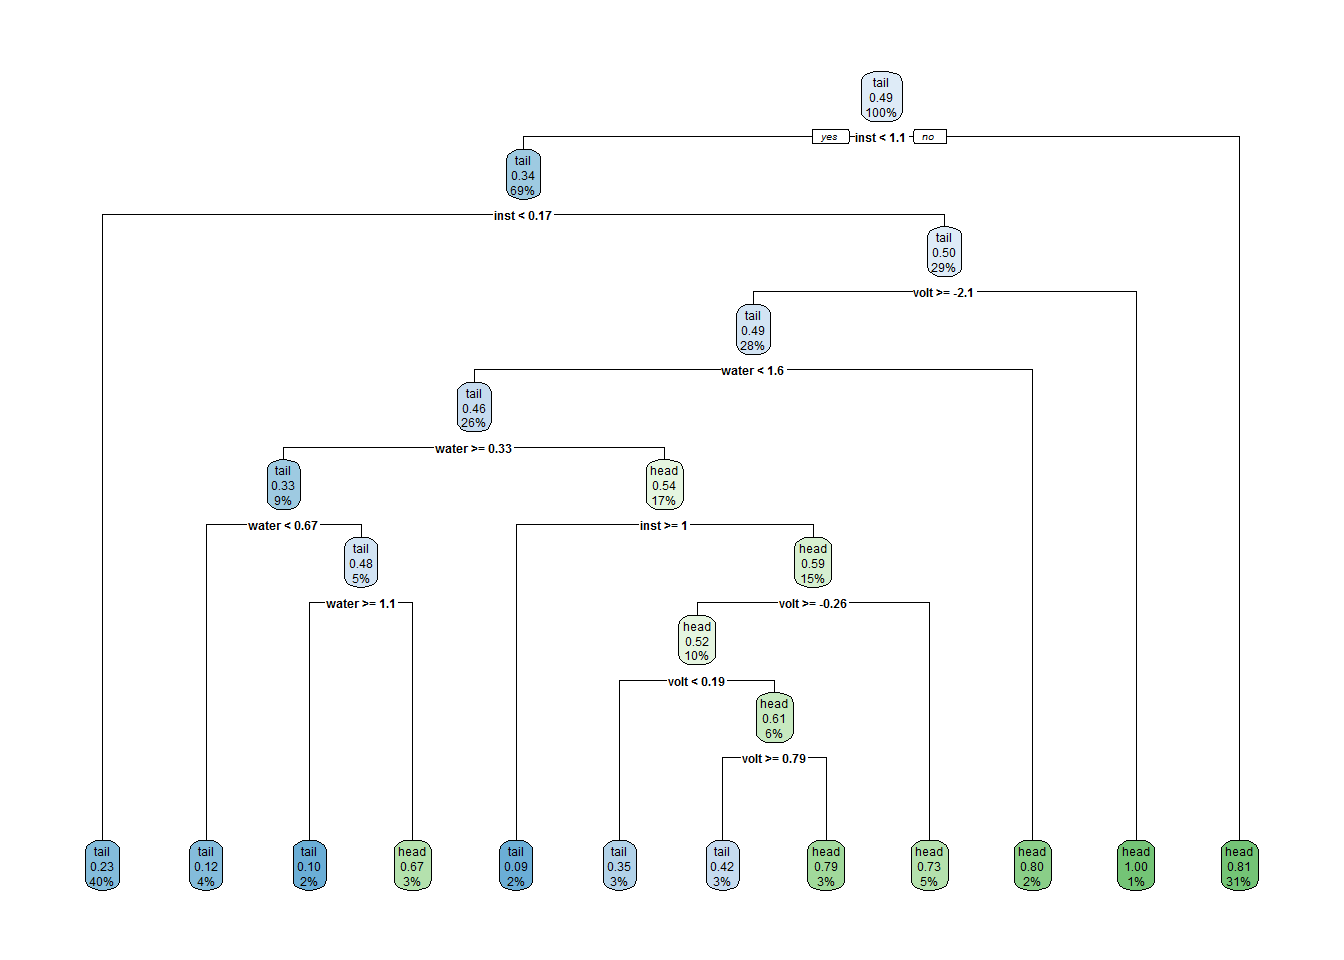 tail
0.49
100%
yes
inst < 1.1
no
tail
0.34
69%
inst < 0.17
tail
0.50
29%
volt >= -2.1
tail
0.49
28%
water < 1.6
tail
0.46
26%
water >= 0.33
tail
0.33
9%
head
0.54
17%
water < 0.67
inst >= 1
tail
0.48
5%
head
0.59
15%
water >= 1.1
volt >= -0.26
head
0.52
10%
volt < 0.19
head
0.61
6%
volt >= 0.79
tail
0.23
40%
tail
0.12
4%
tail
0.10
2%
head
0.67
3%
tail
0.09
2%
tail
0.35
3%
tail
0.42
3%
head
0.79
3%
head
0.73
5%
head
0.80
2%
head
1.00
1%
head
0.81
31%